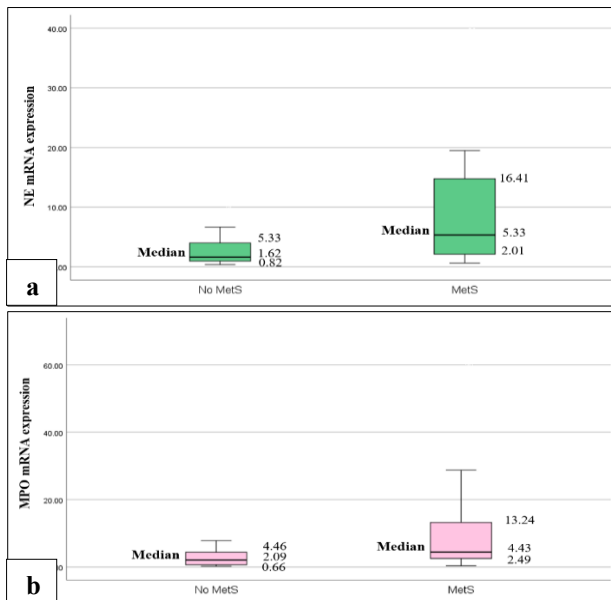 40.00
30.00
NE mRNA expression
20.00
16.41
10.00
Median
5.33
2.01
5.33
Median
1.62
0.82
.00
a
No MetS
MetS
60.00
MPO mRNA expression
40.00
20.00
13.24
Median
4.43
2.49
4.46
Median
2.09
0.66
.00
b
No MetS
MetS